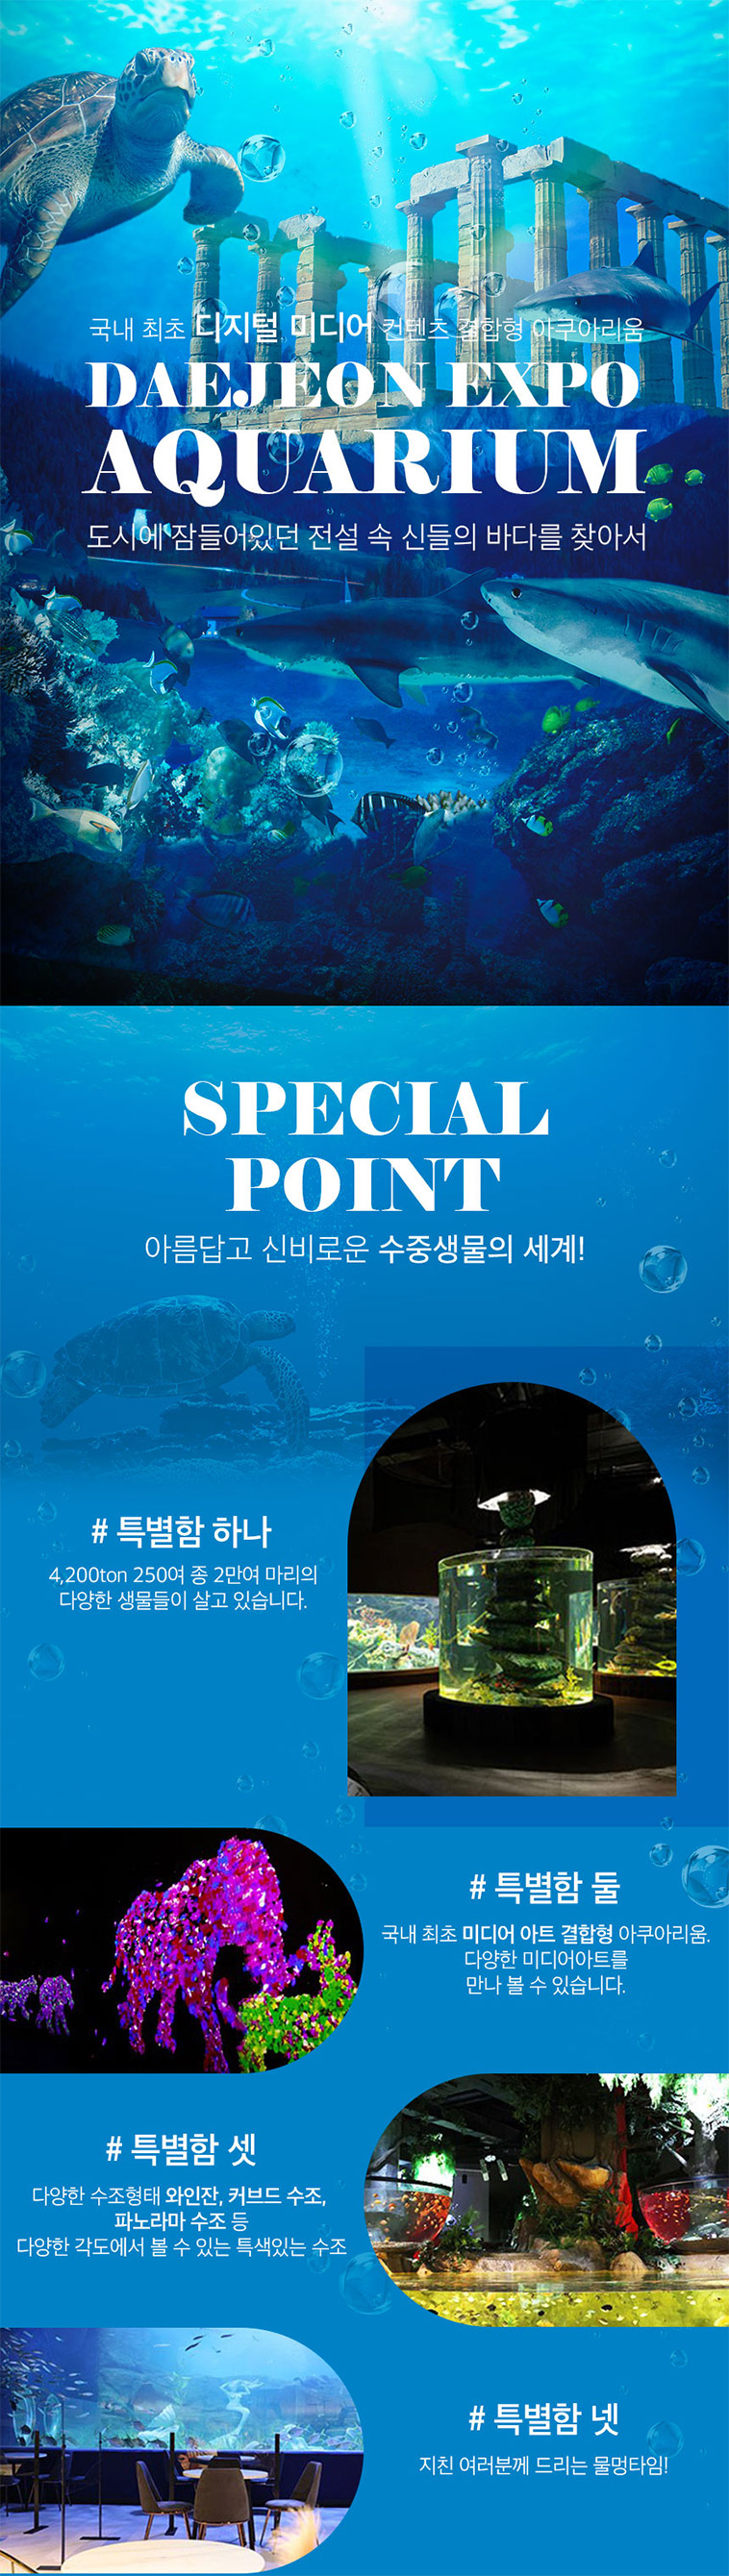 국내 최초 디지털 미디어 컨텐츠 결합형 아쿠아리움
DAEJEON EXPO
AQUARIUM
도시에 잠들어있던 전설 속 신들의 바다를 찾아서
SPECIAL
POINT
아름답고 신비로운 수중생물의 세계!
# 특별함 하나
4,200ton 250여 종 2만여 마리의
다양한 생물들이 살고 있습니다.
# 특별함 둘
국내 최초 미디어 아트 결합형 아쿠아리움.
다양한 미디어아트를
만나 볼 수 있습니다.
# 특별함 셋
다양한 수조형태 와인잔, 커브드 수조,
파노라마 수조 등
다양한 각도에서 볼 수 있는 특색있는 수조
# 특별함 넷
지친 여러분께 드리는 물멍타임!